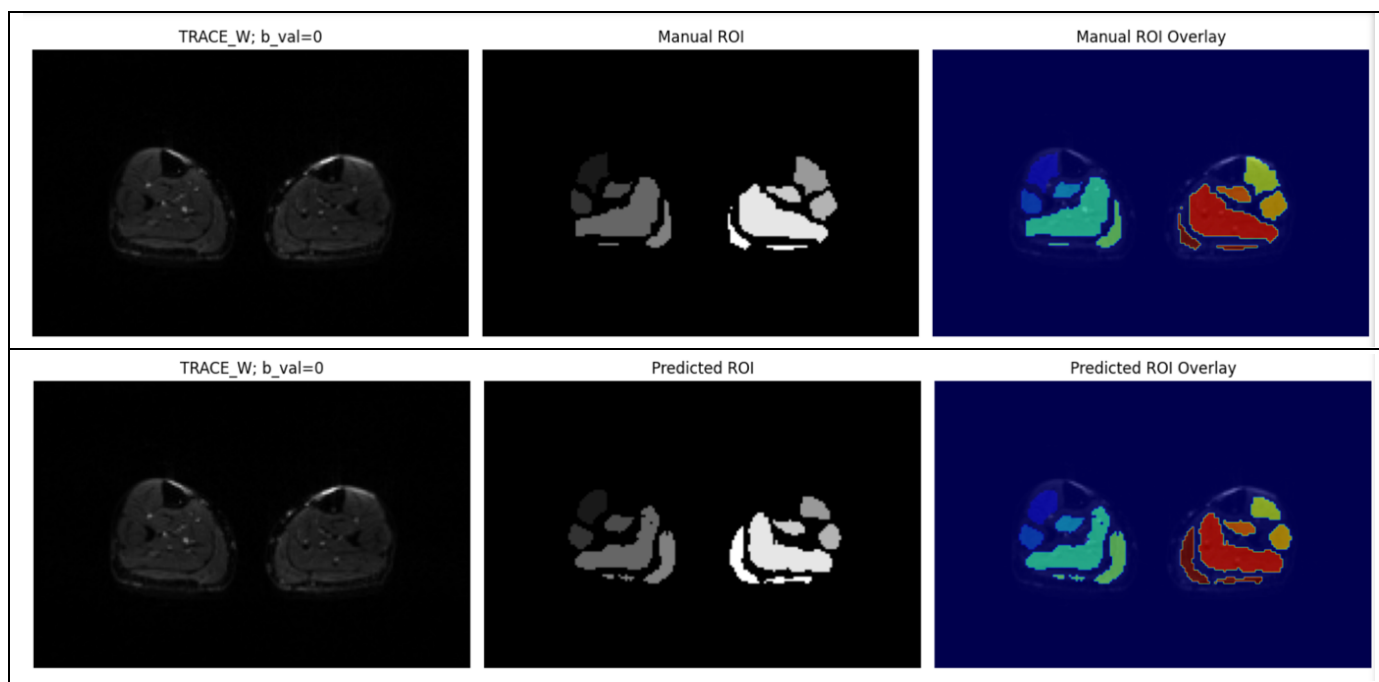 TRACE_W; b_val=0
Manual ROI
Manual ROI Overlay
TRACE_W; b_val=0
Predicted ROI
Predicted ROI Overlay